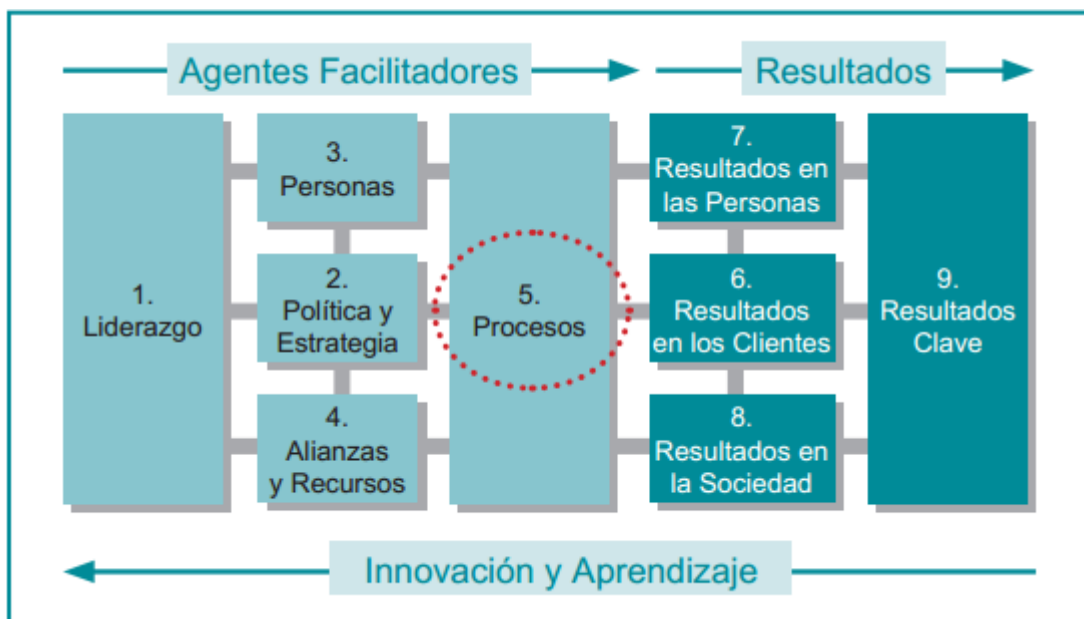 Agentes Facilitadores
Resultados
1.
Liderazgo
3.
Personas
2.
Política y
Estrategia
4.
Alianzas
y Recursos
5.
Procesos
7.
Resultados en
las Personas
6.
Resultados
en los Clientes
8.
Resultados en
la Sociedad
9.
Resultados
Clave
Innovación y Aprendizaje